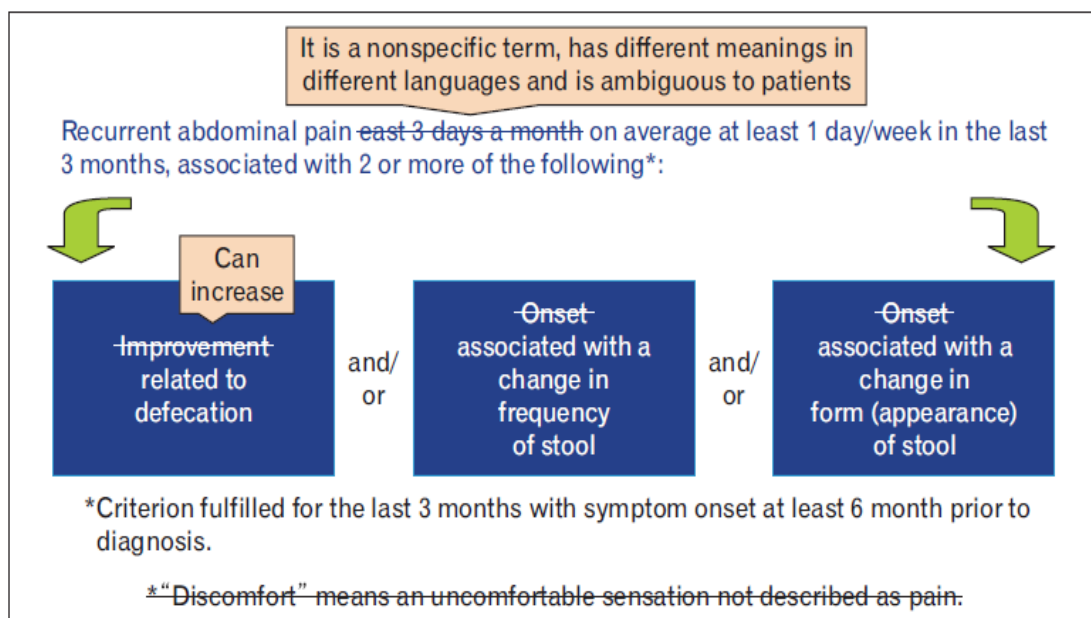 It is a nonspecific term, has different meanings in
different languages and is ambiguous to patients
Recurrent abdominal pain east 3 days a month on average at least 1 day/week in the last
3 months, associated with 2 or more of the following*:
Can
increase
Improvement
related to
defecation
and/
or
Onset
associated with a
change in
frequency
of stool
and/
or
Onset
associated with a
change in
form (appearance)
of stool
*Criterion fulfilled for the last 3 months with symptom onset at least 6 month prior to
diagnosis.
*“Discomfort” means an uncomfortable sensation not described as pain.